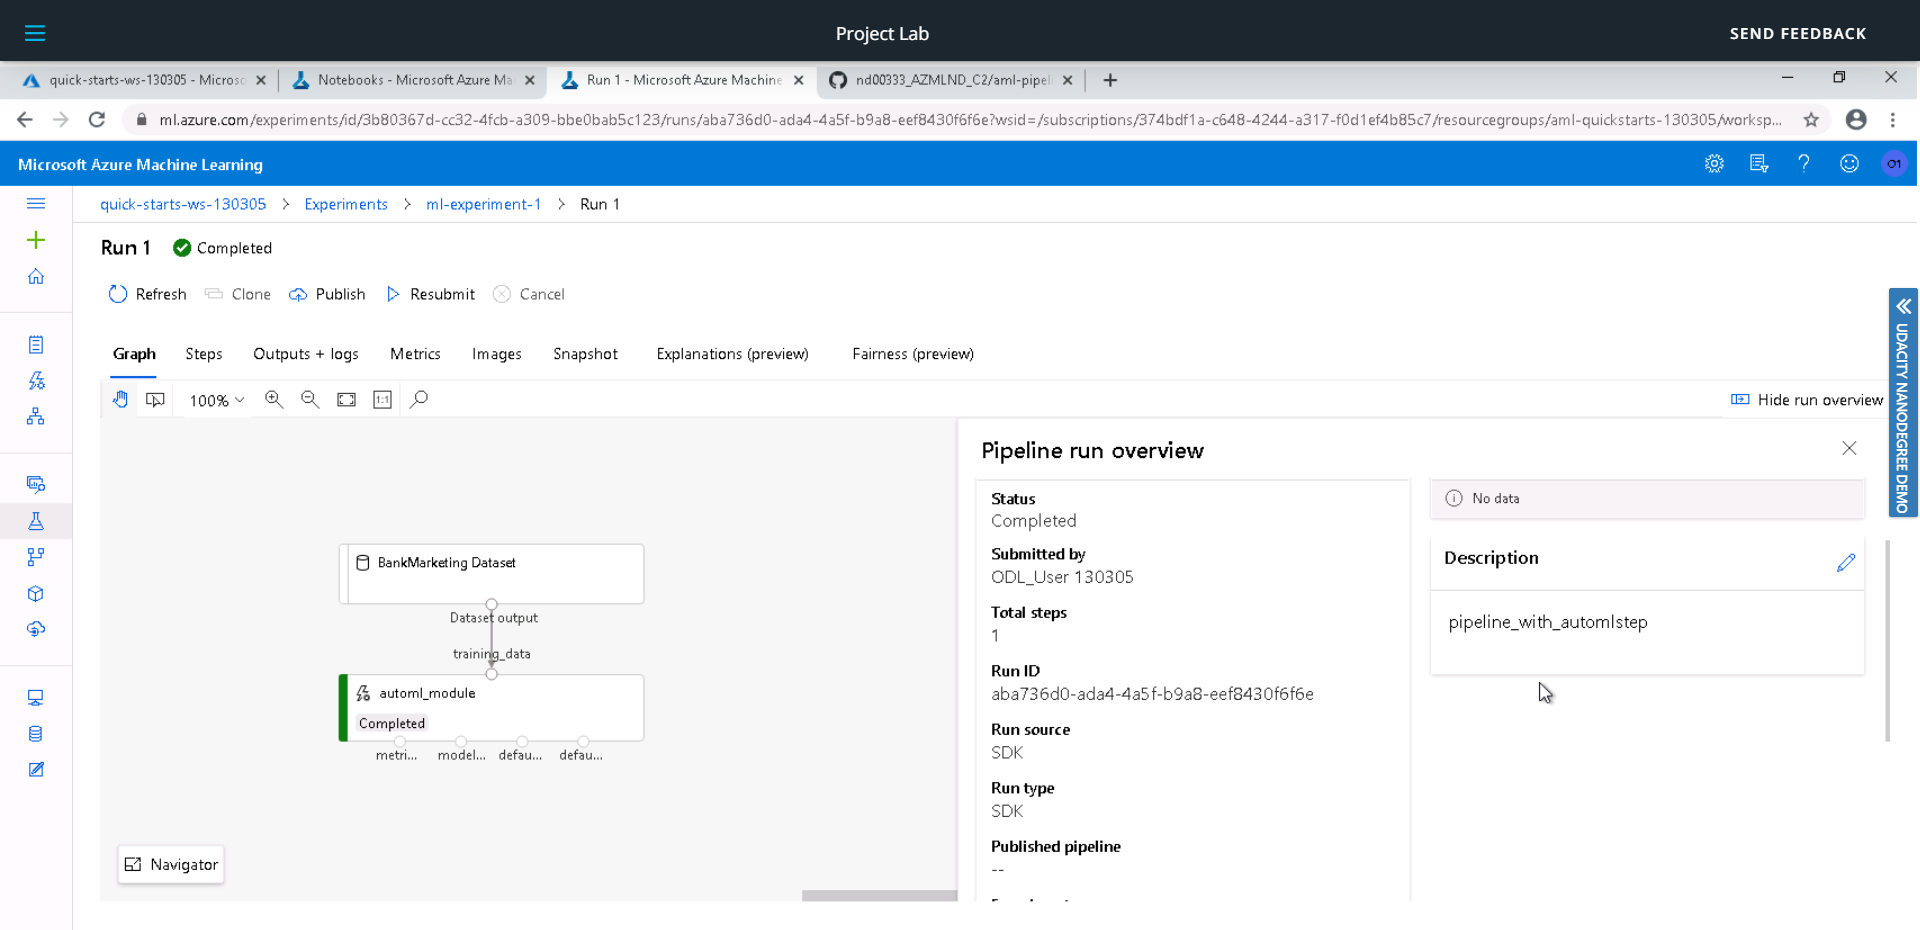 Project Lab
SEND FEEDBACK
quick-starts-ws-130305 - Microsc
Notebooks - Microsoft Azure Ma
Run 1 - Microsoft Azure Machine
nd00333_AZMLND_C2/aml-pipel
ml.azure.com/experiments/id/3b80367d-cc32-4fcb-a309-bbe0bab5c123/runs/aba736d0-ada4-4a5f-b9a8-eef8430f6f6e?wsid=/subscriptions/374bdf1a-c648-4244-a317-f0d1ef4b85c7/resourcegroups/aml-quickstarts-130305/worksp...
Microsoft Azure Machine Learning
O1
quick-starts-ws-130305 > Experiments > ml-experiment-1 > Run 1
Run 1
Completed
Refresh
Clone
Publish
Resubmit
Cancel
Graph
Steps
Outputs + logs
Metrics
Images
Snapshot
Explanations (preview)
Fairness (preview)
100%
1:1
Hide run overview
UDACITY NANODEGREE DEMO
BankMarketing Dataset
Dataset output
training_data
automl_module
Completed
metri...
model...
defau...
defau...
Navigator
Pipeline run overview
Status
Completed
Submitted by
ODL_User 130305
Total steps
1
Run ID
aba736d0-ada4-4a5f-b9a8-eef8430f6f6e
Run source
SDK
Run type
SDK
Published pipeline
--
No data
Description
pipeline_with_automlstep